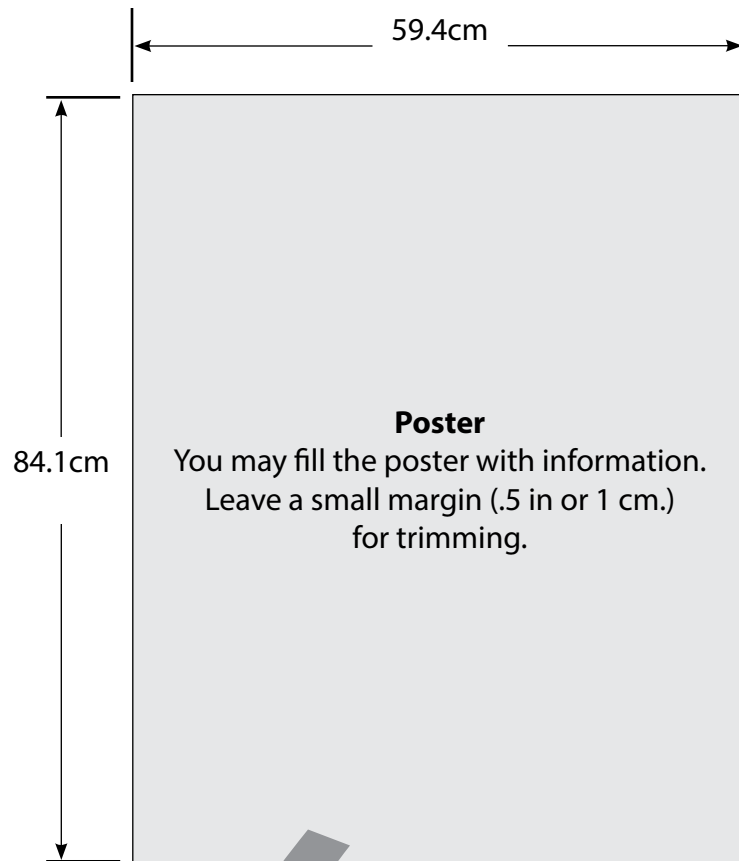 59.4cm
84.1cm
Poster
You may fill the poster with information.
Leave a small margin (.5 in or 1 cm.)
for trimming.